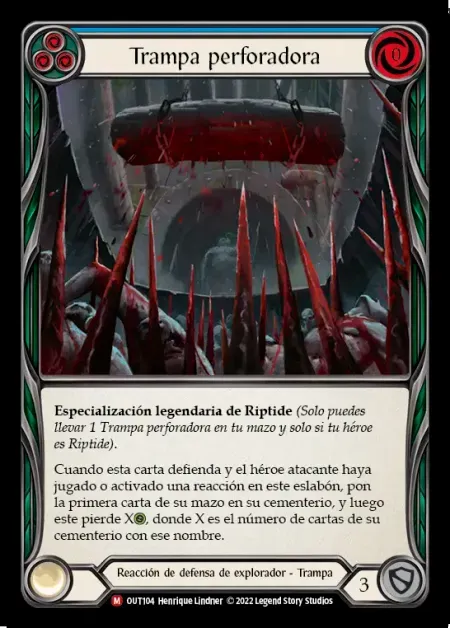 Trampa perforadora
0
Especialización legendaria de Riptide (Solo puedes
llevar 1 Trampa perforadora en tu mazo y solo si tu héroe
es Riptide).
Cuando esta carta defienda y el héroe atacante haya
jugado o activado una reacción en este eslabón, pon
la primera carta de su mazo en su cementerio, y luego
este pierde X, donde X es el número de cartas de su
cementerio con ese nombre.
Reacción de defensa de explorador - Trampa
3
M OUT104 Henrique Lindner © 2022 Legend Story Studios